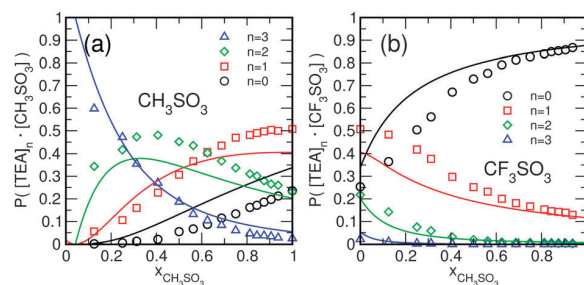 P( [TEA]n · [CH3SO3])
1
0.9
0.8
0.7
0.6
0.5
0.4
0.3
0.2
0.1
0
(a)
n=3
n=2
n=1
n=0
CH3SO3
0 0.2 0.4 0.6 0.8 1
xCH3SO3
P( [TEA]n · [CF3SO3])
1
0.9
0.8
0.7
0.6
0.5
0.4
0.3
0.2
0.1
0
(b)
n=0
n=1
n=2
n=3
CF3SO3
0.0 0.2 0.4 0.6 0.8
xCH3SO3